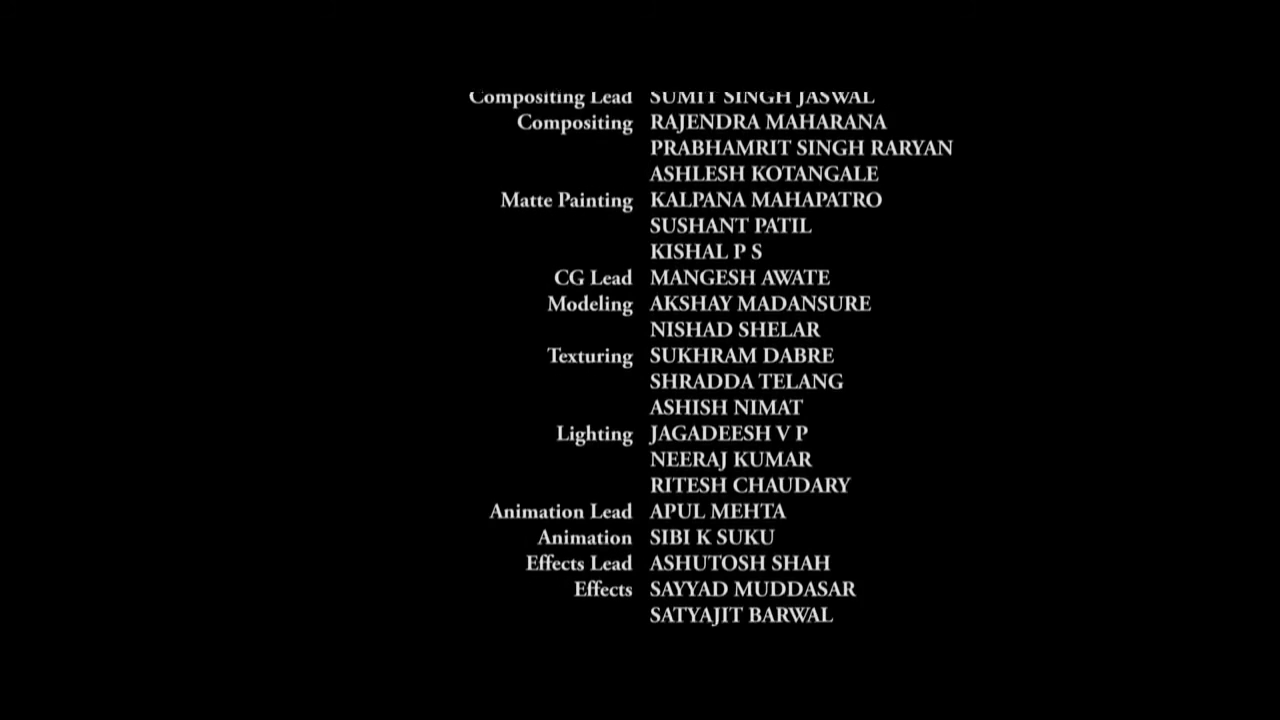 Compositing Lead SUMIT SINGH JASWAL
Compositing RAJENDRA MAHARANA
PRABHAMRIT SINGH RARYAN
ASHLESH KOTANGALE
Matte Painting KALPANA MAHAPATRO
SUSHANT PATIL
KISHAL P S
CG Lead MANGESH AWATE
Modeling AKSHAY MADANSURE
NISHAD SHELAR
Texturing SUKHRAM DABRE
SHRADDA TELANG
ASHISH NIMAT
Lighting JAGADEESH V P
NEERAJ KUMAR
RITESH CHAUDARY
Animation Lead APUL MEHTA
Animation SIBI K SUKU
Effects Lead ASHUTOSH SHAH
Effects SAYYAD MUDDASAR
SATYAJIT BARWAL